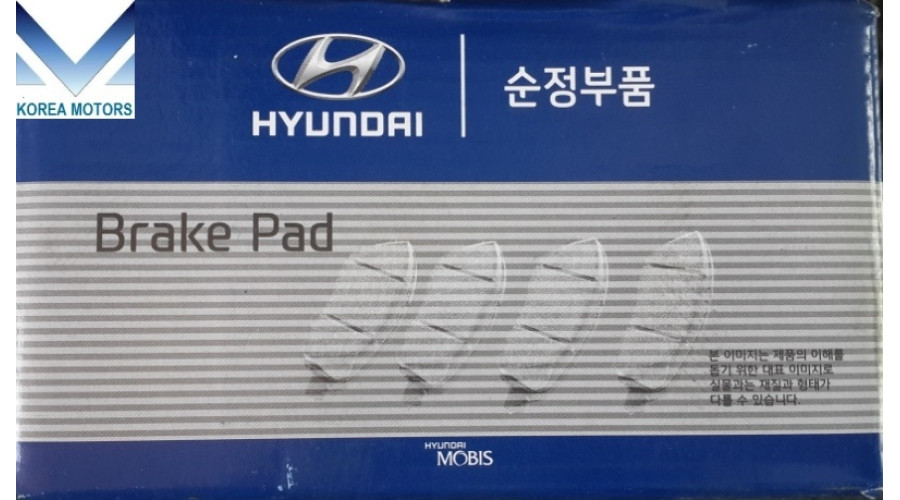 KOREA MOTORS
HYUNDAI
순정부품
Brake Pad
본 이미지는 제품의 이해를
돕기 위한 대표 이미지로
실물과는 재질과 형태가
다를 수 있습니다.
HYUNDAI
MOBIS